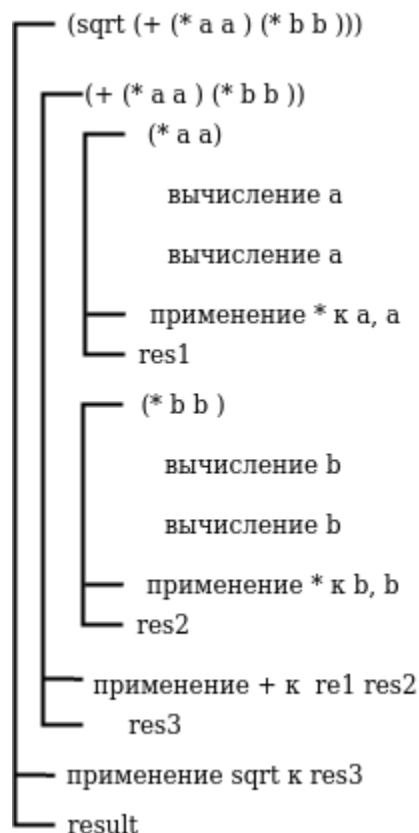 (sqrt (+ (* a a ) (* b b )))
(+ (* a a ) (* b b ))
(* a a)
вычисление a
вычисление a
применение * к a, a
res1
(* b b )
вычисление b
вычисление b
применение * к b, b
res2
применение + к re1 res2
res3
применение sqrt к res3
result